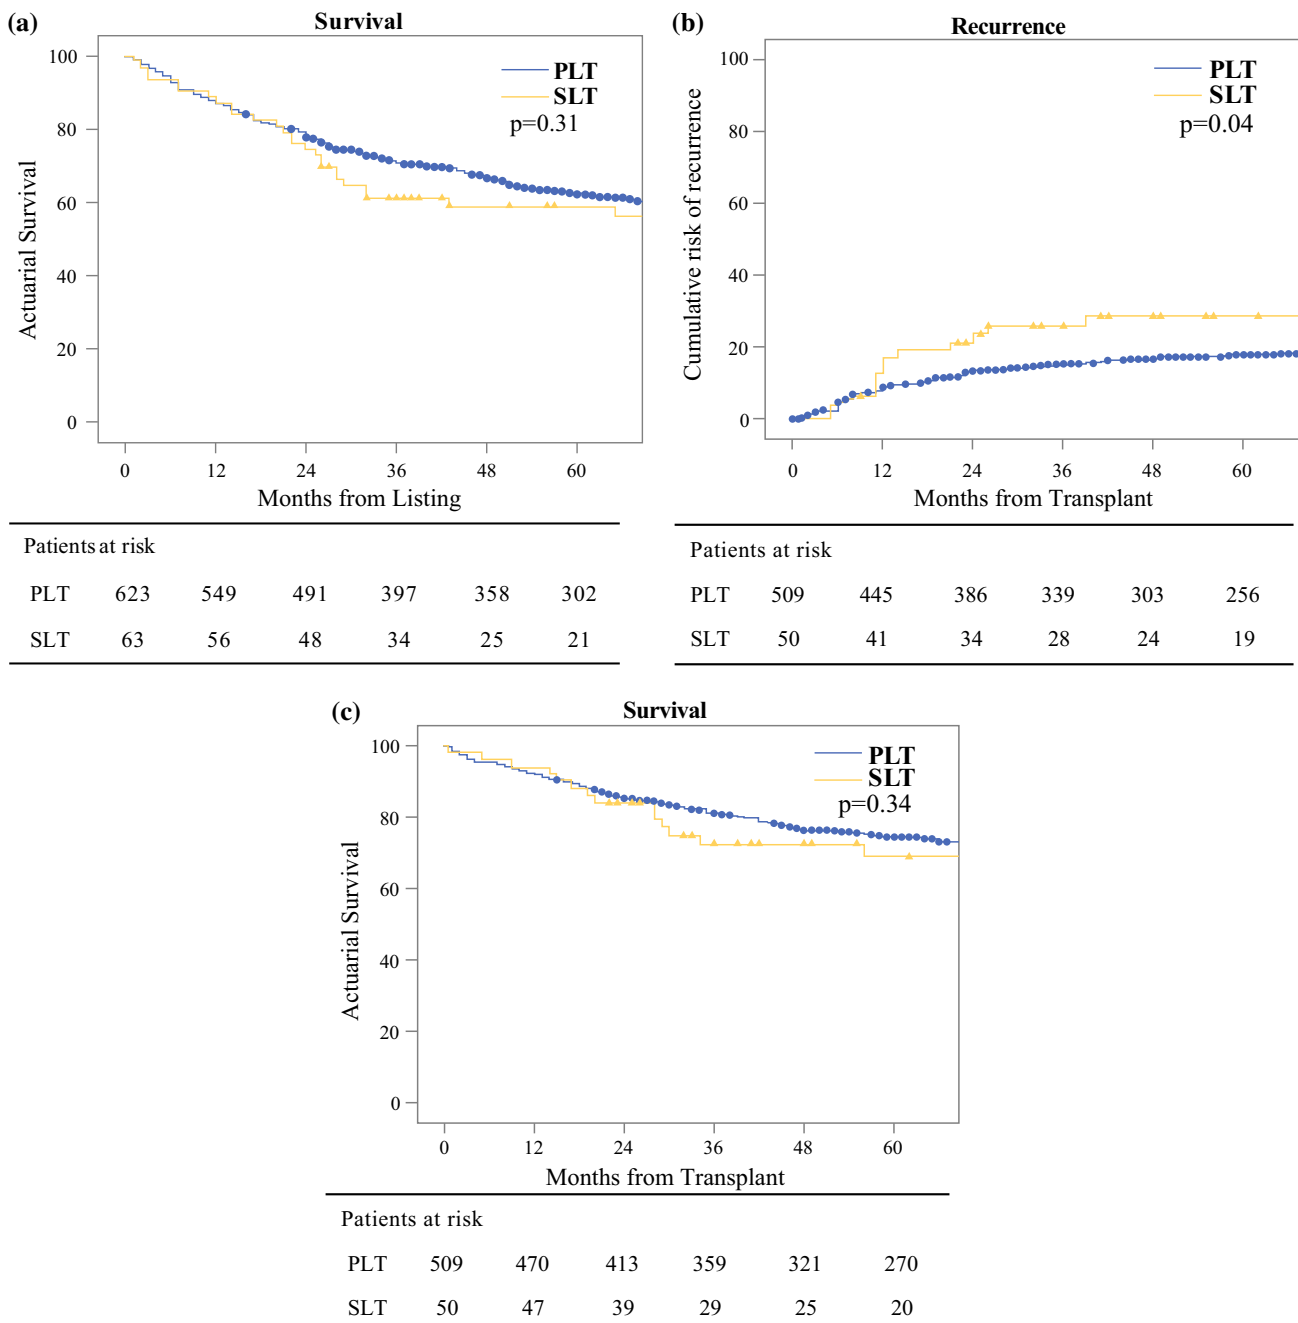 (a)
Survival
100
80
60
40
20
0
Actuarial Survival
PLT
SLT
p=0.31
0 12 24 36 48 60
Months from Listing
Patients at risk
PLT 623 549 491 397 358 302
SLT 63 56 48 34 25 21
(b)
Recurrence
100
80
60
40
20
0
Cumulative risk of recurrence
PLT
SLT
p=0.04
0 12 24 36 48 60
Months from Transplant
Patients at risk
PLT 509 445 386 339 303 256
SLT 50 41 34 28 24 19
(c)
Survival
100
80
60
40
20
0
Actuarial Survival
PLT
SLT
p=0.34
0 12 24 36 48 60
Months from Transplant
Patients at risk
PLT 509 470 413 359 321 270
SLT 50 47 39 29 25 20